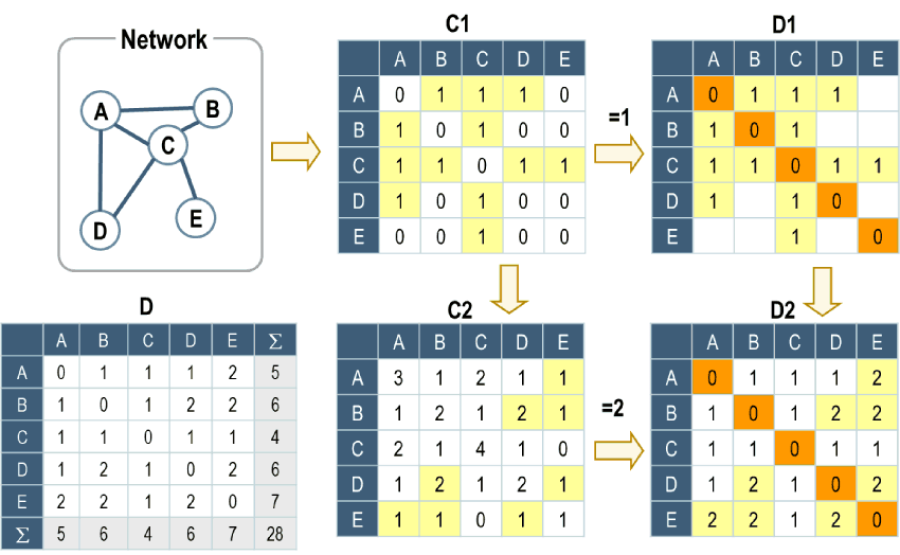 Network
A
B
C
D
E
C1
A B C D E
A 0 1 1 1 0
B 1 0 1 0 0
C 1 1 0 1 1
D 1 0 1 0 0
E 0 0 1 0 0
=1
D1
A B C D E
A 0 1 1 1
B 1 0 1
C 1 1 0 1 1
D 1 1 0
E 1 0
D
A B C D E Σ
A 0 1 1 1 2 5
B 1 0 1 2 2 6
C 1 1 0 1 1 4
D 1 2 1 0 2 6
E 2 2 1 2 0 7
Σ 5 6 4 6 7 28
C2
A B C D E
A 3 1 2 1 1
B 1 2 1 2 1
C 2 1 4 1 0
D 1 2 1 2 1
E 1 1 0 1 1
=2
D2
A B C D E
A 0 1 1 1 2
B 1 0 1 2 2
C 1 1 0 1 1
D 1 2 1 0 2
E 2 2 1 2 0